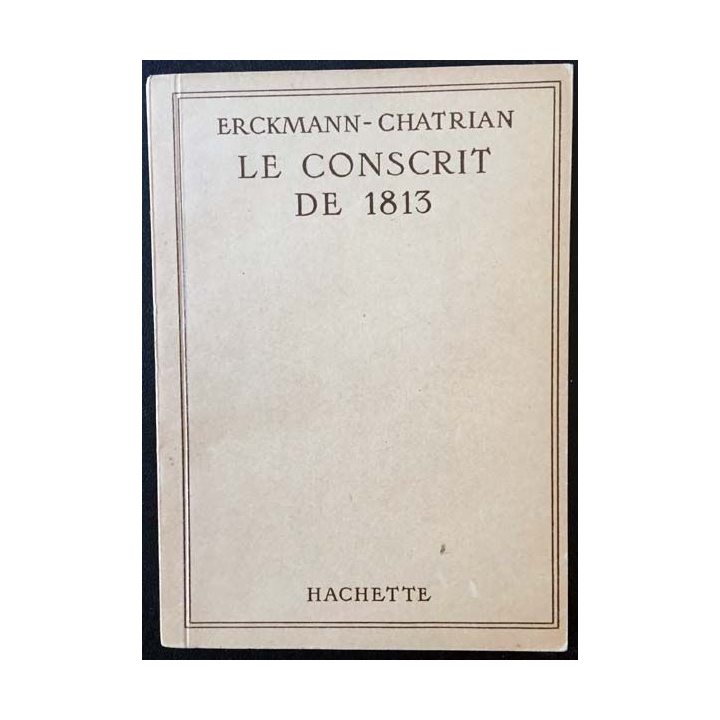 ERCKMANN-CHATRIAN
LE CONSCRIT
DE 1813
HACHETTE